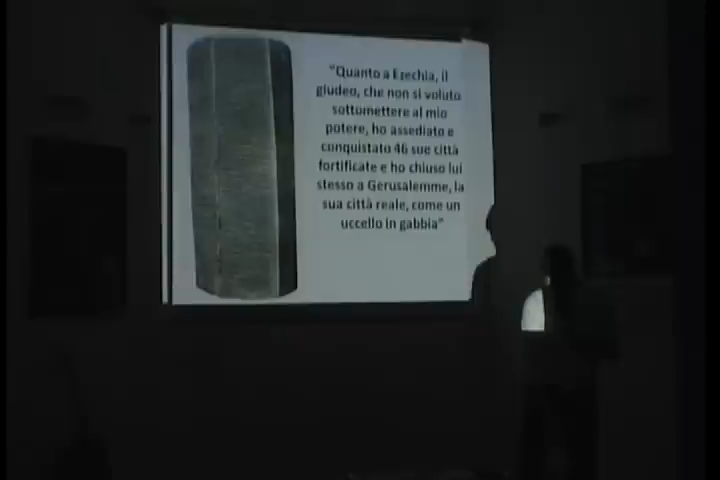 "Quanto a Ezechia, il
giudeo, che non si voluto
sottomettere al mio
potere, ho assediato e
conquistato 46 sue città
fortificate e ho chiuso lui
stesso a Gerusalemme, la
sua città reale, come un
uccello in gabbia"